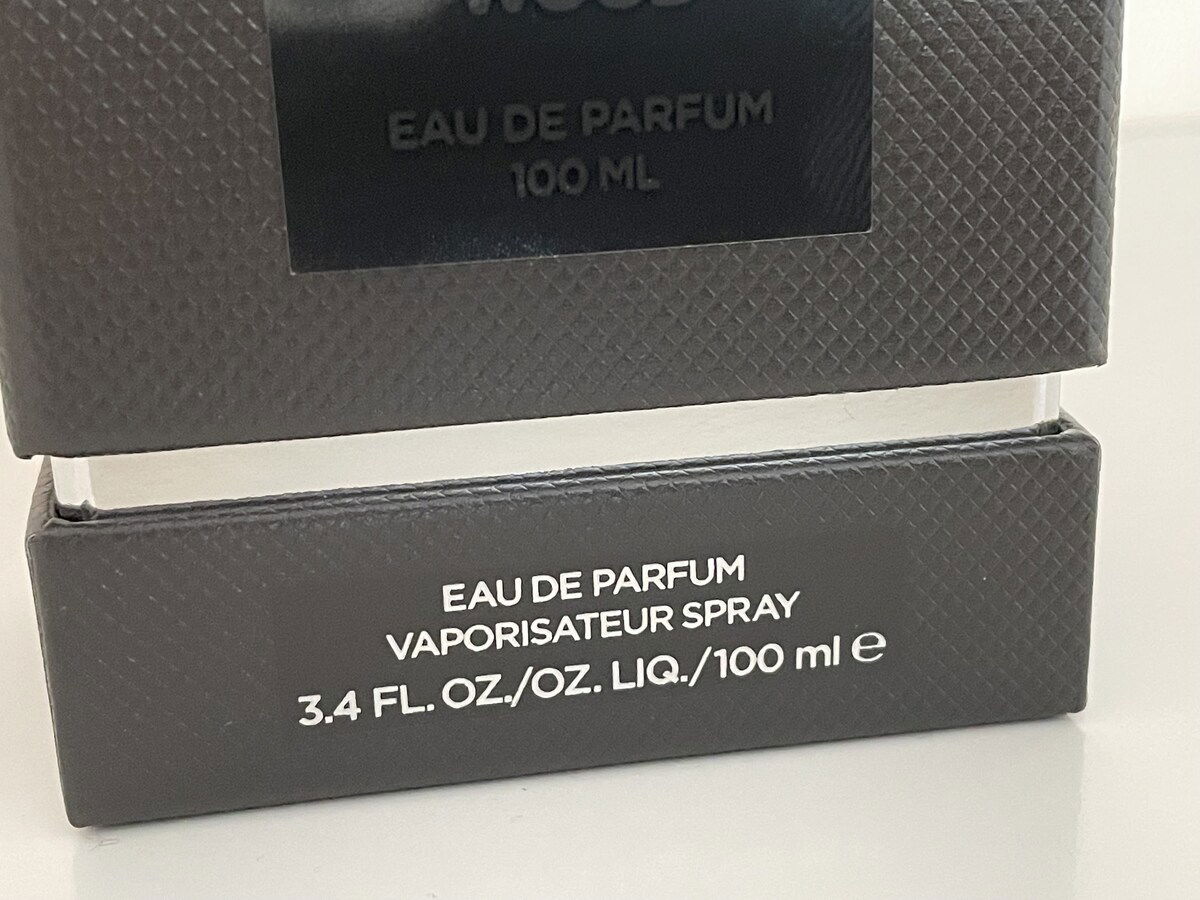 EAU DE PARFUM
100 ML
EAU DE PARFUM
VAPORISATEUR SPRAY
3.4 FL. OZ./OZ. LIQ./100 ml ℮